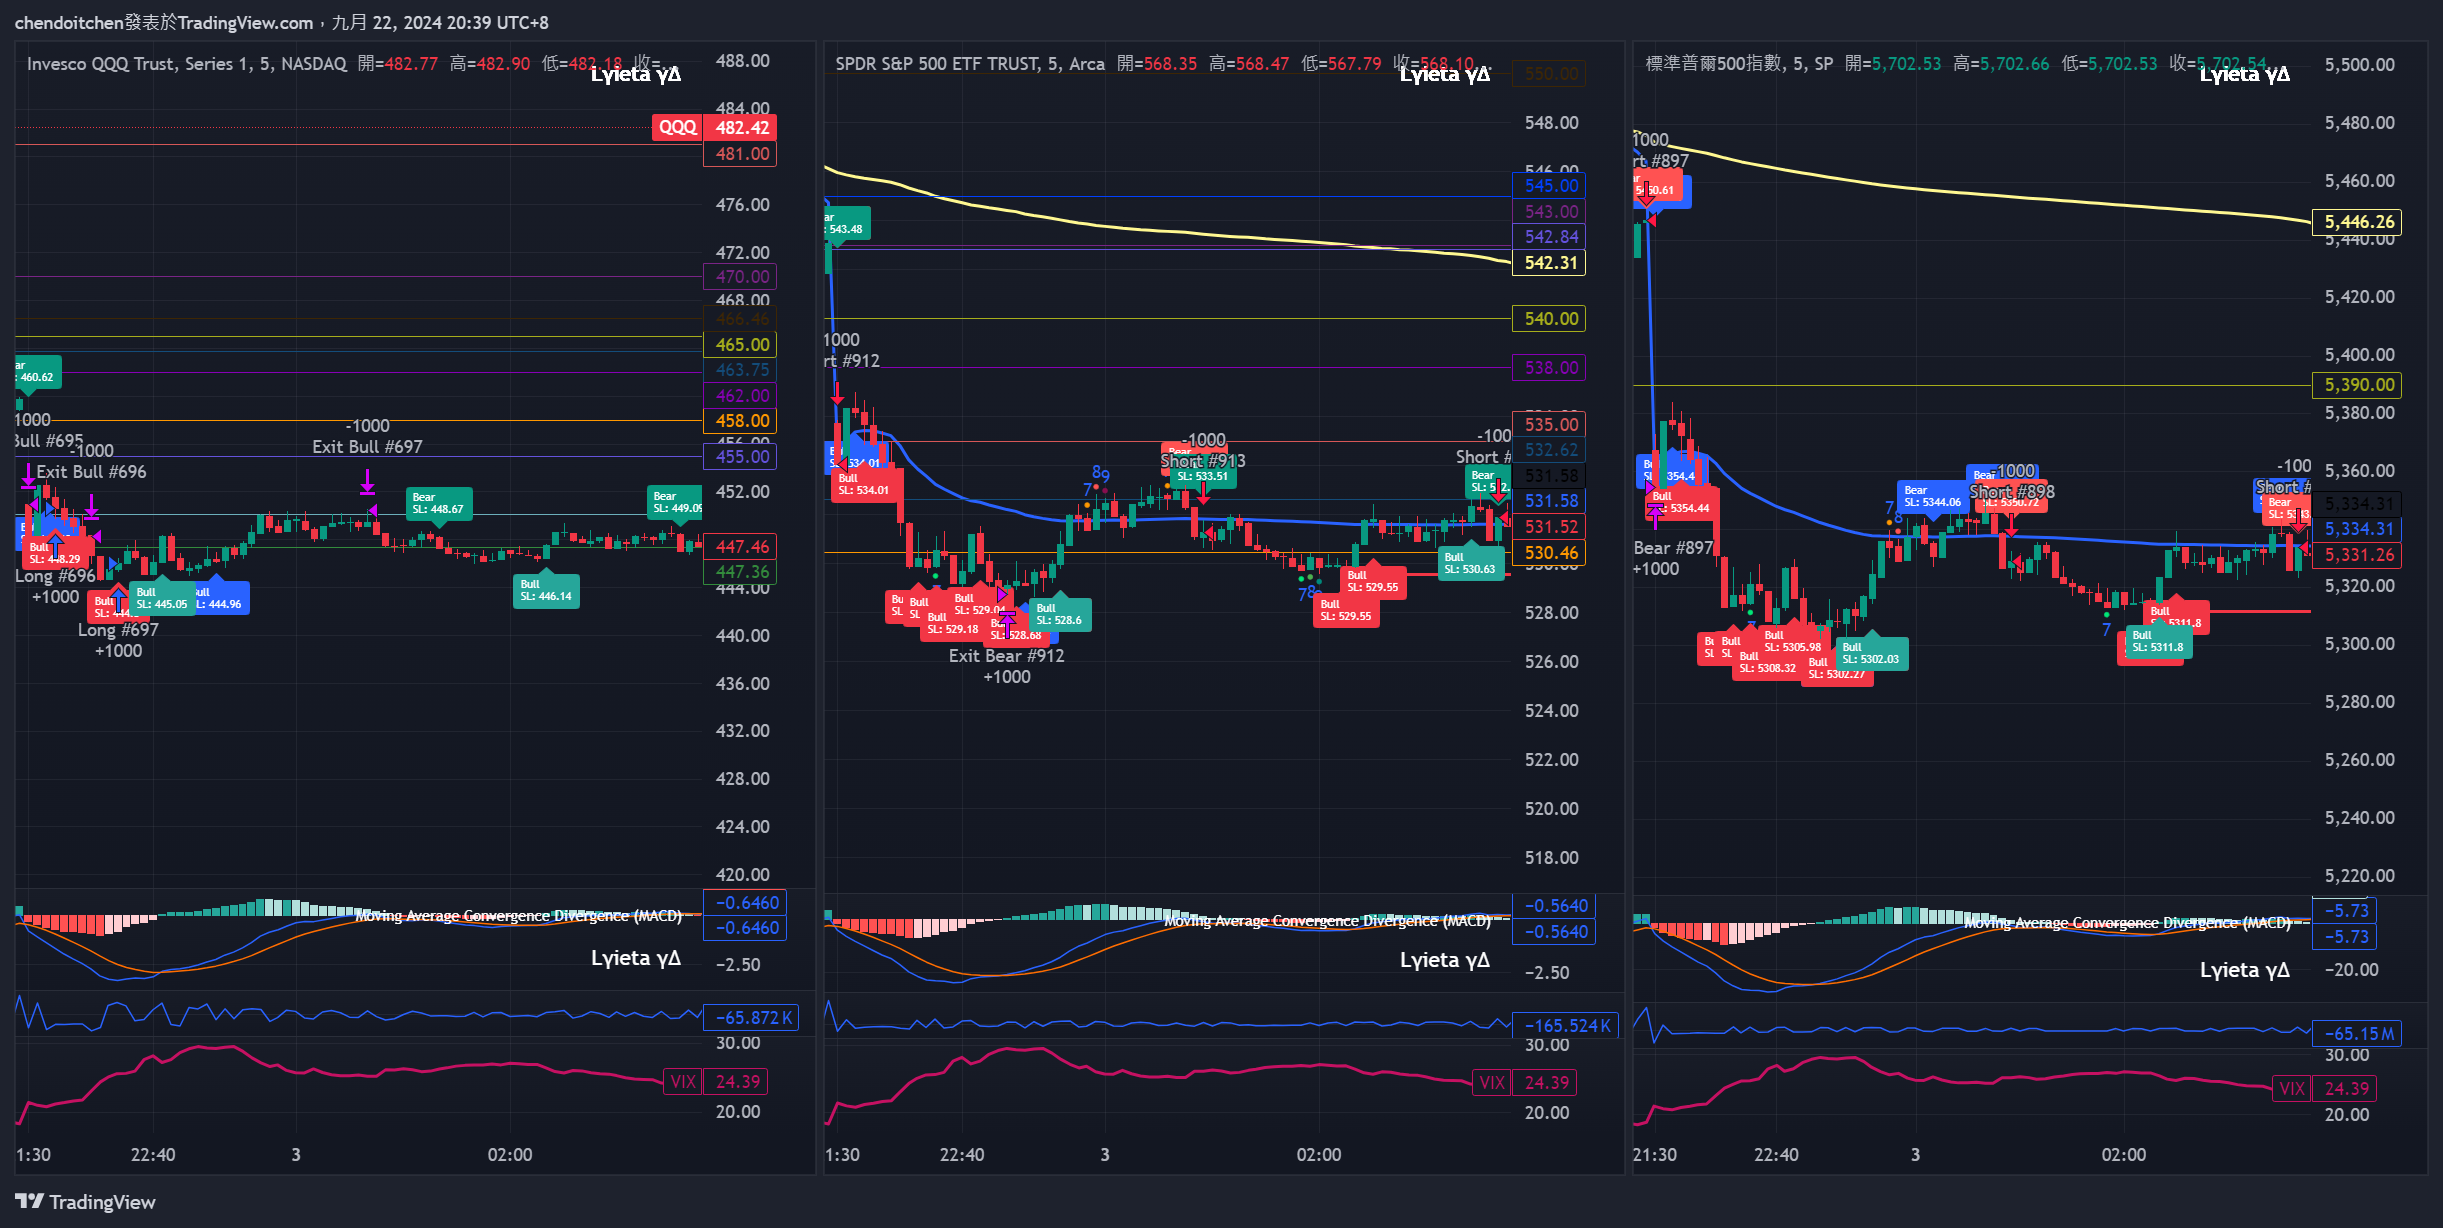 chendoitchen發表於TradingView.com，九月 22, 2024 20:39 UTC+8
Invesco QQQ Trust, Series 1, 5, NASDAQ 開=482.77 高=482.90 低=482.18 收=...
Lyieta γΔ
488.00
484.00
QQQ 482.42
481.00
476.00
472.00
470.00
468.00
466.46
465.00
463.75
462.00
458.00
456.00
455.00
452.00
447.46
447.36
444.00
440.00
436.00
432.00
428.00
424.00
420.00
: 460.62
1000
Bull #695
-1000
Exit Bull #696
-1000
Exit Bull #697
Bear
SL: 448.67
Bear
SL: 449.09
Bull
SL: 448.29
Long #696
+1000
Bull
Bull
SL: 445.05
L: 444.96
Long #697
+1000
Bull
SL: 446.14
-0.6460
-0.6460
Moving Average Convergence Divergence (MACD)
Lyieta γΔ
-2.50
-65.872K
30.00
VIX 24.39
20.00
1:30 22:40 3 02:00
SPDR S&P 500 ETF TRUST, 5, Arca 開=568.35 高=568.47 低=567.79 收=568.10...
Lyieta γΔ
550.00
548.00
546.00
545.00
543.00
542.84
542.31
540.00
538.00
535.00
532.62
531.58
531.58
531.52
530.46
530.00
528.00
526.00
524.00
522.00
520.00
518.00
: 543.48
1000
rt #912
Bull
SL: 534.01
7 8 9
-1000
Short #913
SL: 533.51
-100
Short #
Bear
Bull
SL: 530.63
Bull
SL: 529.04
Bull
SL: 529.18
SL: 528.68
Bull
SL: 528.6
Exit Bear #912
+1000
78
Bull
SL: 529.55
Bull
SL: 529.55
-0.5640
-0.5640
Moving Average Convergence Divergence (MACD)
Lyieta γΔ
-2.50
-165.524K
30.00
VIX 24.39
20.00
1:30 22:40 3 02:00
標準普爾500指數, 5, SP 開=5,702.53 高=5,702.66 低=5,702.53 收=5,702.54...
Lyieta γΔ
5,500.00
5,480.00
5,460.00
5,446.26
5,440.00
5,420.00
5,400.00
5,390.00
5,380.00
5,360.00
5,334.31
5,334.31
5,331.26
5,320.00
5,300.00
5,280.00
5,260.00
5,240.00
5,220.00
1000
rt #897
Bull
SL: 5354.44
Bear #897
+1000
7 8
Bear
SL: 5344.06
Bear
-1000
Short #898
SL: 5350.72
-100
Short #
Bear
Bull
SL: 5305.98
Bull
SL: 5308.32
Bull
SL: 5302.27
Bull
SL: 5302.03
7
Bull
Bull
SL: 5311.8
-5.73
-5.73
Moving Average Convergence Divergence (MACD)
Lyieta γΔ
-20.00
-65.15M
30.00
VIX 24.39
20.00
21:30 22:40 3 02:00
TradingView